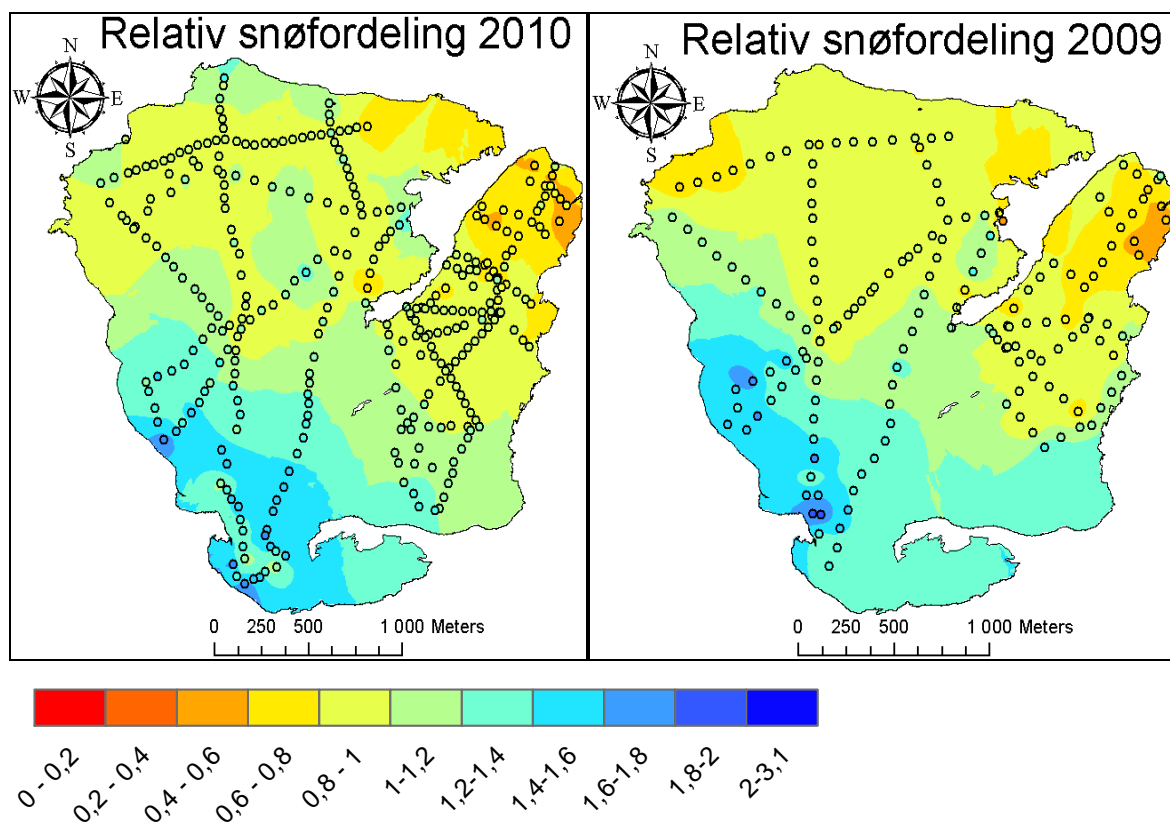 Relativ snøfordeling 2010
N
W E
S
0 250 500 1 000 Meters
Relativ snøfordeling 2009
N
W E
S
0 250 500 1 000 Meters
0 - 0,2
0,2 - 0,4
0,4 - 0,6
0,6 - 0,8
0,8 - 1
1-1,2
1,2-1,4
1,4-1,6
1,6-1,8
1,8-2
2-3,1